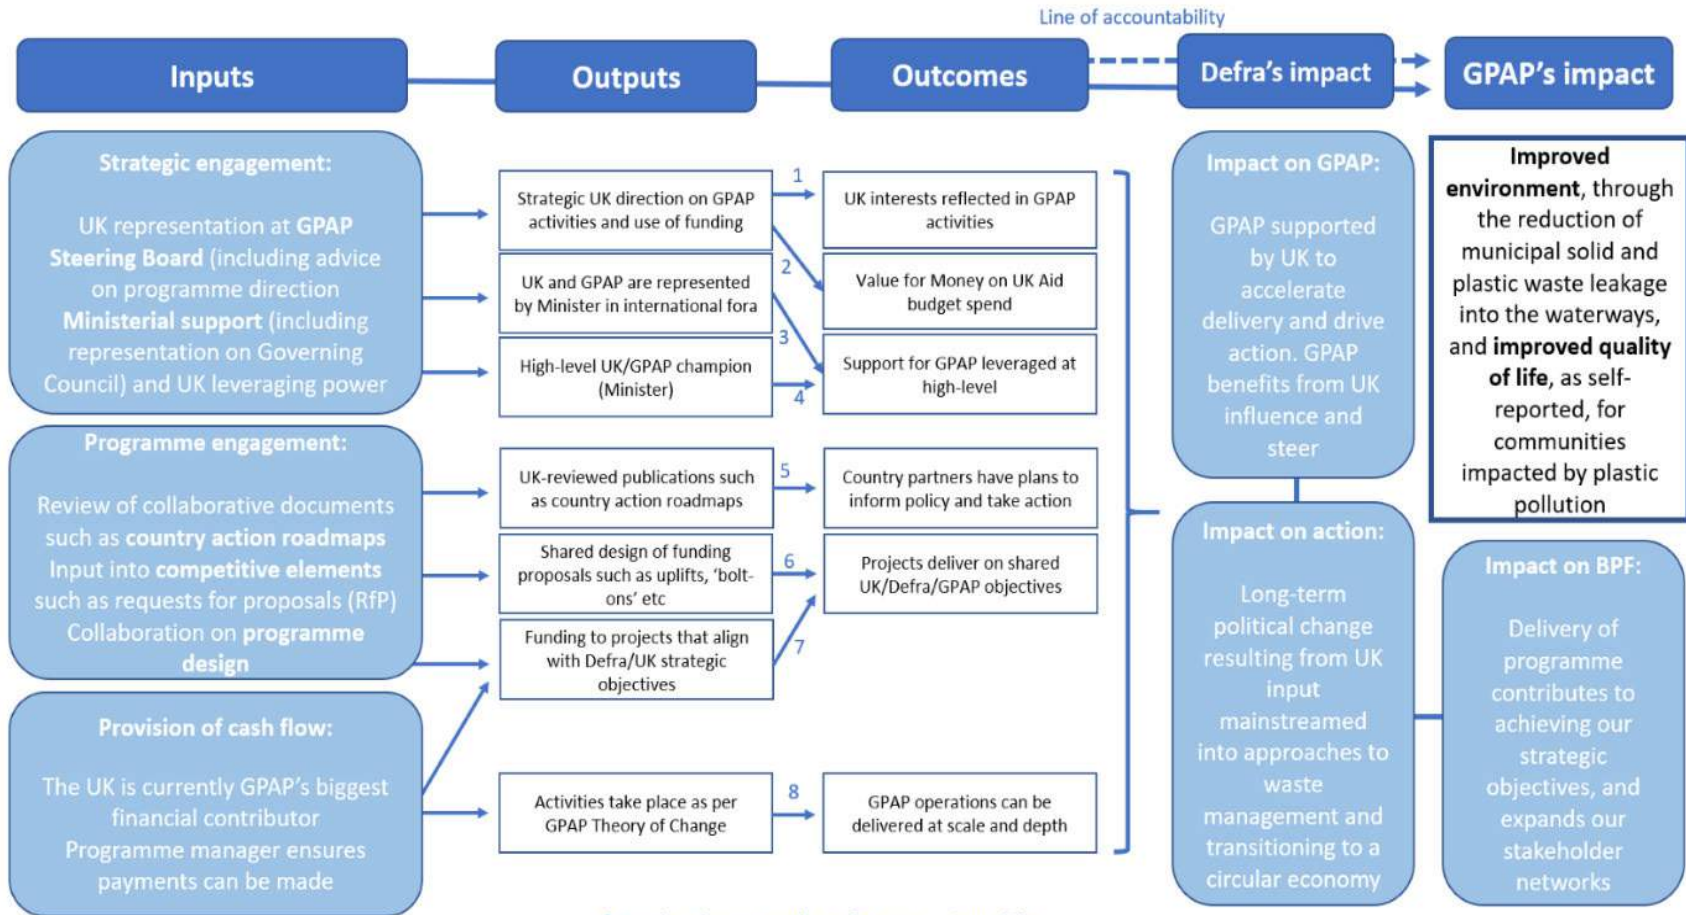 Line of accountability
Inputs
Outputs
Outcomes
Defra's impact
GPAP's impact
Strategic engagement:
UK representation at GPAP
Steering Board (including advice
on programme direction
Ministerial support (including
representation on Governing
Council) and UK leveraging power
Programme engagement:
Review of collaborative documents
such as country action roadmaps
Input into competitive elements
such as requests for proposals (RfP)
Collaboration on programme
design
Provision of cash flow:
The UK is currently GPAP's biggest
financial contributor
Programme manager ensures
payments can be made
Strategic UK direction on GPAP
activities and use of funding
UK and GPAP are represented
by Minister in international fora
High-level UK/GPAP champion
(Minister)
UK-reviewed publications such
as country action roadmaps
Shared design of funding
proposals such as uplifts, 'bolt-
ons' etc
Funding to projects that align
with Defra/UK strategic
objectives
Activities take place as per
GPAP Theory of Change
1
2
3
4
5
6
7
8
UK interests reflected in GPAP
activities
Value for Money on UK Aid
budget spend
Support for GPAP leveraged at
high-level
Country partners have plans to
inform policy and take action
Projects deliver on shared
UK/Defra/GPAP objectives
GPAP operations can be
delivered at scale and depth
Impact on GPAP:
GPAP supported
by UK to
accelerate
delivery and drive
action. GPAP
benefits from UK
influence and
steer
Impact on action:
Long-term
political change
resulting from UK
input
mainstreamed
into approaches to
waste
management and
transitioning to a
circular economy
Improved
environment, through
the reduction of
municipal solid and
plastic waste leakage
into the waterways,
and improved quality
of life, as self-
reported, for
communities
impacted by plastic
pollution
Impact on BPF:
Delivery of
programme
contributes to
achieving our
strategic
objectives, and
expands our
stakeholder
networks